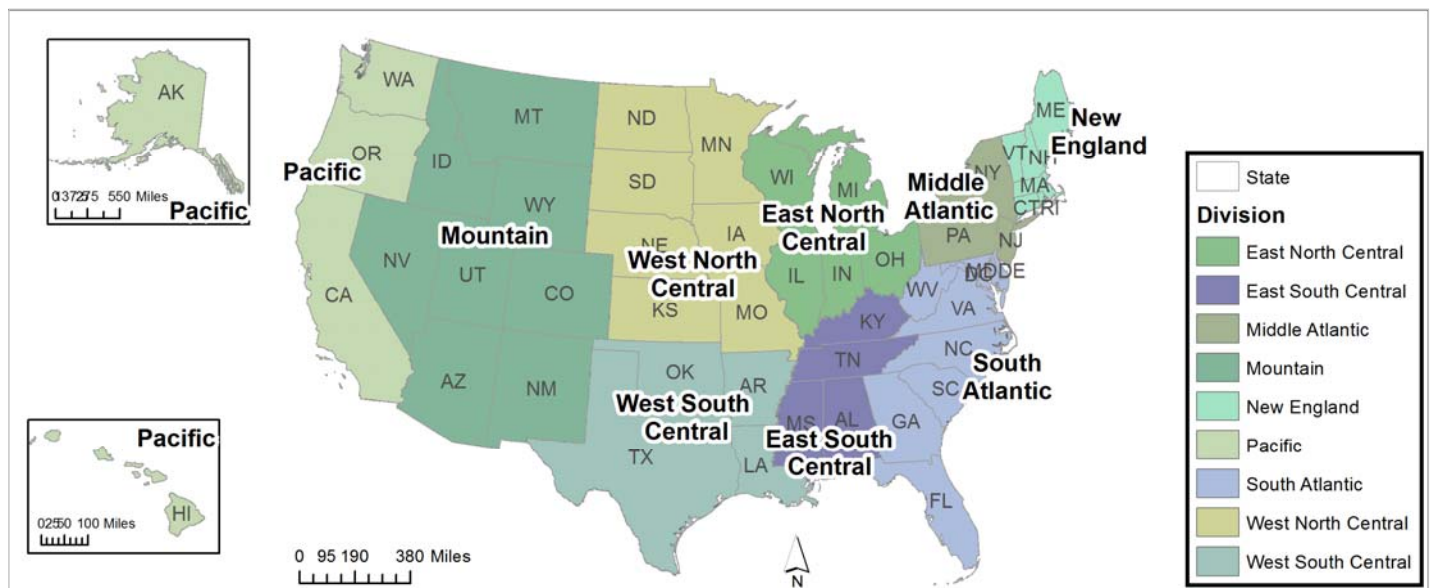 AK
013725275 550 Miles
Pacific
Pacific
HI
02550 100 Miles
WA
OR
Pacific
CA
MT
ID
WY
Mountain
NV
UT
CO
AZ
NM
ND
MN
SD
NE
IA
West North
Central
KS
MO
WI
MI
East North
Central
IL
IN
OH
OK
AR
West South
Central
TX
LA
KY
TN
MS
AL
East South
Central
ME
New
England
VT
NH
MA
CT
RI
NY
Middle
Atlantic
PA
NJ
MD
DE
DC
WV
VA
NC
SC
South
Atlantic
GA
FL
0 95 190 380 Miles
N
State
Division
East North Central
East South Central
Middle Atlantic
Mountain
New England
Pacific
South Atlantic
West North Central
West South Central